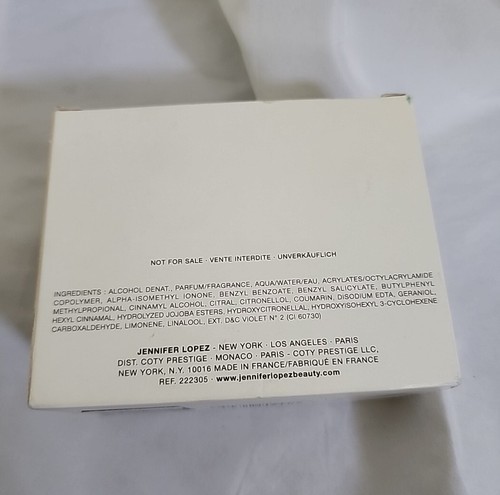 NOT FOR SALE · VENTE INTERDITE · UNVERKÄUFLICH
INGREDIENTS : ALCOHOL DENAT., PARFUM/FRAGRANCE, AQUA/WATER/EAU, ACRYLATES/OCTYLACRYLAMIDE
COPOLYMER, ALPHA-ISOMETHYL IONONE, BENZYL BENZOATE, BENZYL SALICYLATE, BUTYLPHENYL
METHYLPROPIONAL, CINNAMYL ALCOHOL, CITRAL, CITRONELLOL, COUMARIN, DISODIUM EDTA, GERANIOL,
HEXYL CINNAMAL, HYDROLYZED JOJOBA ESTERS, HYDROXYCITRONELLAL, HYDROXYISOHEXYL 3-CYCLOHEXENE
CARBOXALDEHYDE, LIMONENE, LINALOOL, EXT. D&C VIOLET N° 2 (CI 60730)
JENNIFER LOPEZ - NEW YORK · LOS ANGELES · PARIS
DIST. COTY PRESTIGE · MONACO · PARIS - COTY PRESTIGE LLC,
NEW YORK, N.Y. 10016 MADE IN FRANCE/FABRIQUÉ EN FRANCE
REF. 222305 · www.jenniferlopezbeauty.com